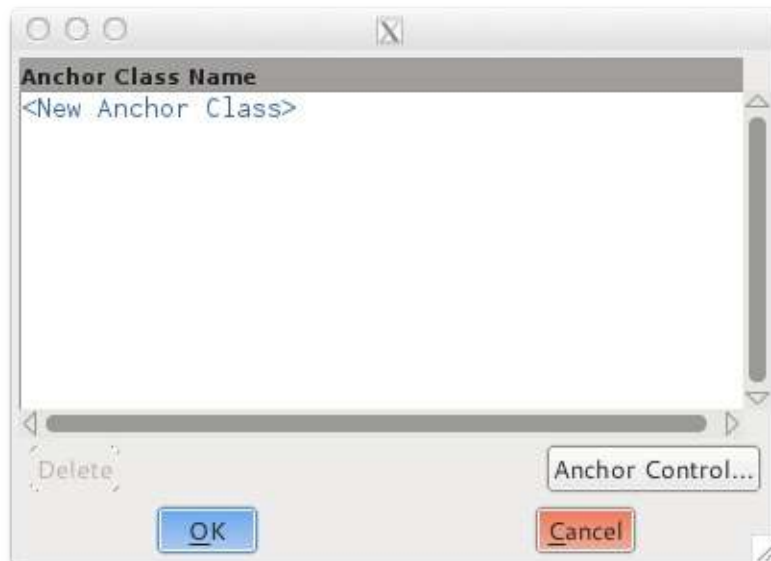 Anchor Class Name
<New Anchor Class>
Delete
Anchor Control...
OK
Cancel